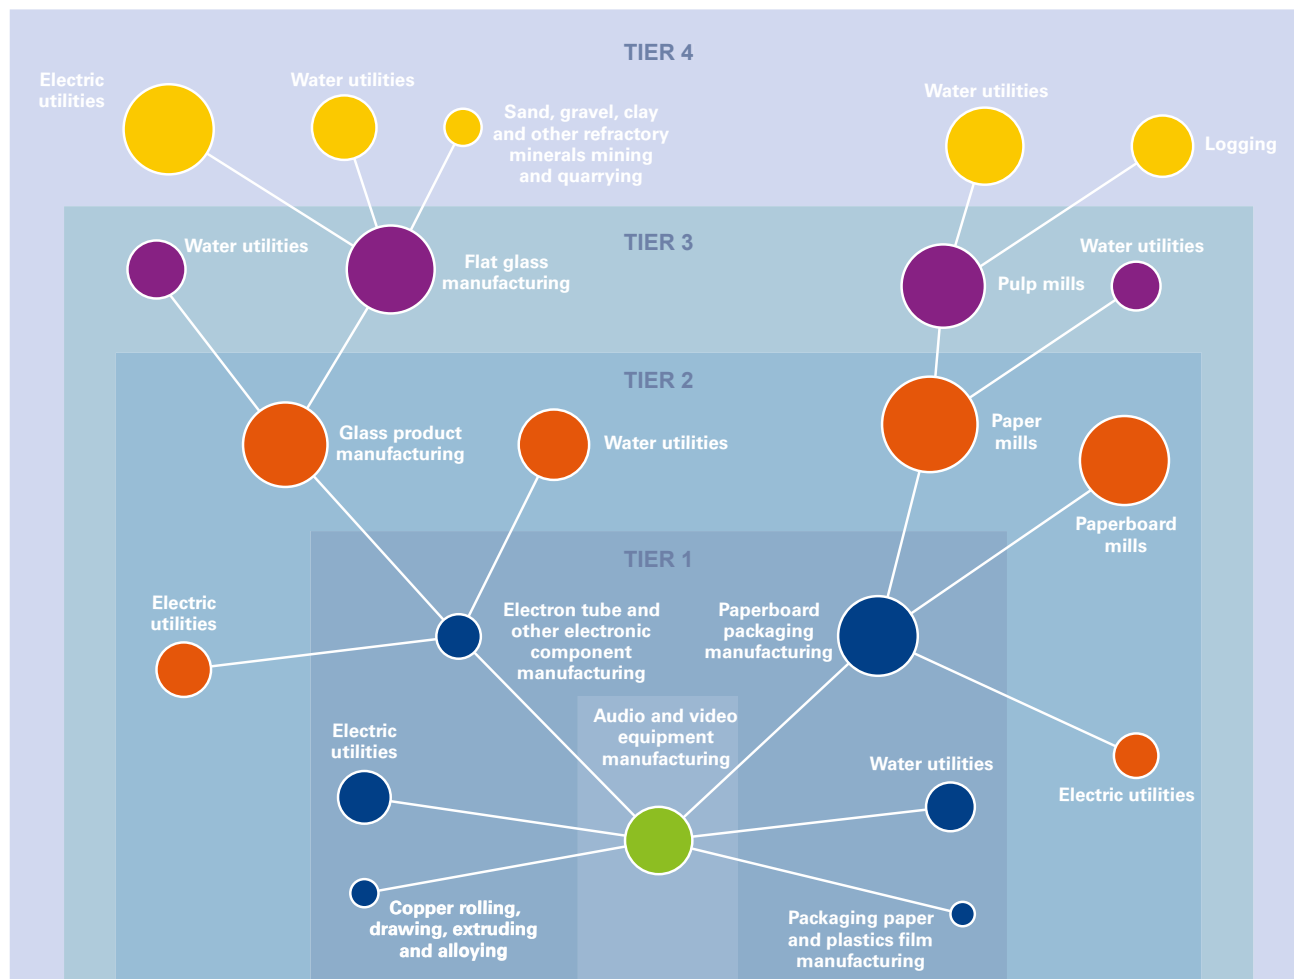 TIER 4
Electric
utilities
Water utilities
Sand, gravel, clay
and other refractory
minerals mining
and quarrying
Water utilities
Logging
TIER 3
Water utilities
Flat glass
manufacturing
Pulp mills
Water utilities
TIER 2
Glass product
manufacturing
Water utilities
Paper
mills
Paperboard
mills
TIER 1
Electric
utilities
Electron tube and
other electronic
component
manufacturing
Paperboard
packaging
manufacturing
Audio and video
equipment
manufacturing
Electric
utilities
Water utilities
Electric utilities
Copper rolling,
drawing, extruding
and alloying
Packaging paper
and plastics film
manufacturing